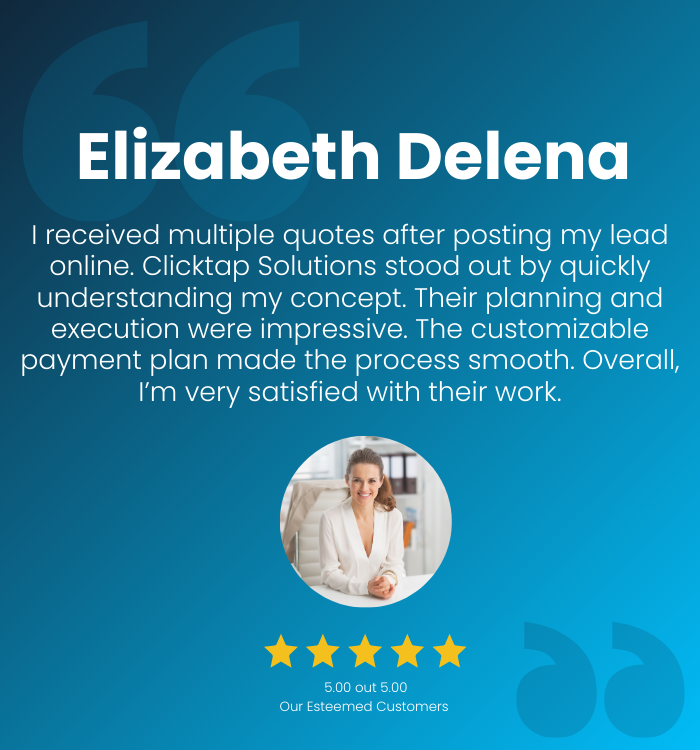 Elizabeth Delena
I received multiple quotes after posting my lead
online. Clicktap Solutions stood out by quickly
understanding my concept. Their planning and
execution were impressive. The customizable
payment plan made the process smooth. Overall,
I’m very satisfied with their work.
5.00 out 5.00
Our Esteemed Customers